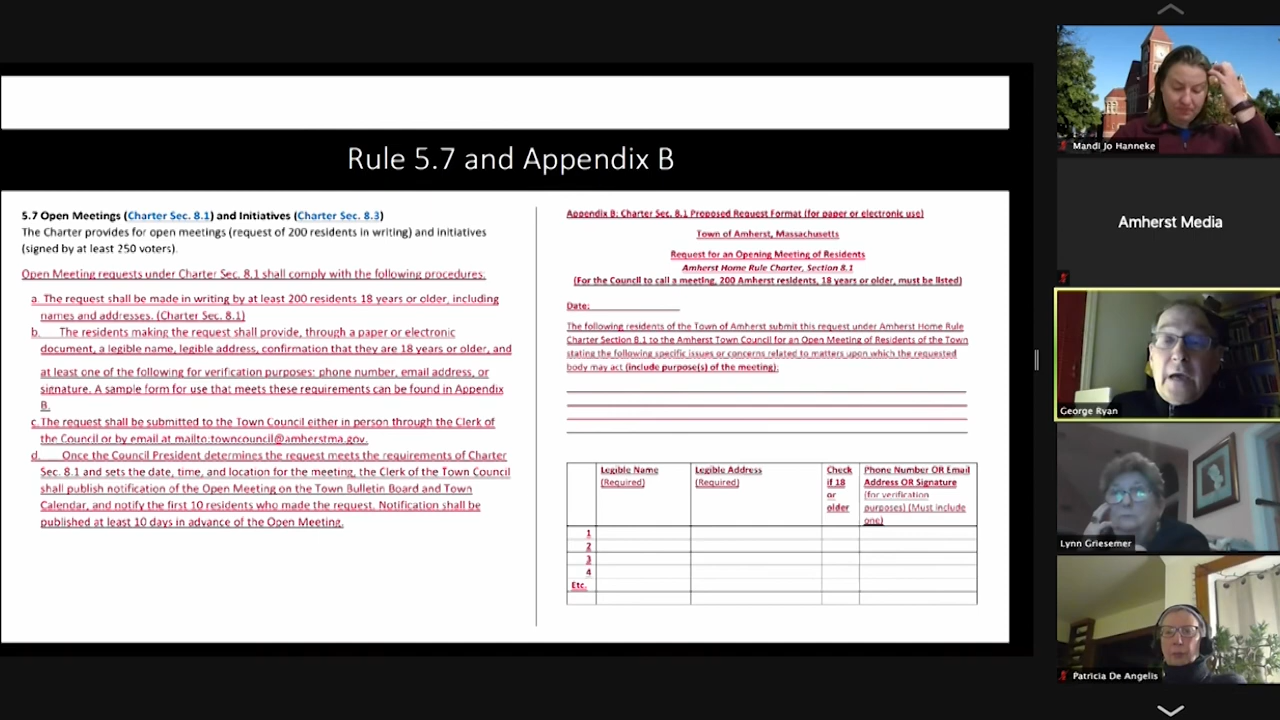 Rule 5.7 and Appendix B
5.7 Open Meetings (Charter Sec. 8.1) and Initiatives (Charter Sec. 8.3)
The Charter provides for open meetings (request of 200 residents in writing) and initiatives
(signed by at least 250 voters).
Open Meeting requests under Charter Sec. 8.1 shall comply with the following procedures:
a. The request shall be made in writing by at least 200 residents 18 years or older, including
names and addresses. (Charter Sec. 8.1)
b. The residents making the request shall provide, through a paper or electronic
document, a legible name, legible address, confirmation that they are 18 years or older, and
at least one of the following for verification purposes: phone number, email address, or
signature. A sample form for use that meets these requirements can be found in Appendix
B.
c. The request shall be submitted to the Town Council either in person through the Clerk of
the Council or by email at mailto:towncouncil@amherstma.gov.
d. Once the Council President determines the request meets the requirements of Charter
Sec. 8.1 and sets the date, time, and location for the meeting, the Clerk of the Town Council
shall publish notification of the Open Meeting on the Town Bulletin Board and Town
Calendar, and notify the first 10 residents who made the request. Notification shall be
published at least 10 days in advance of the Open Meeting.
Appendix B: Charter Sec. 8.1 Proposed Request Format (for paper or electronic use)
Town of Amherst, Massachusetts
Request for an Opening Meeting of Residents
Amherst Home Rule Charter, Section 8.1
(For the Council to call a meeting, 200 Amherst residents, 18 years or older, must be listed)
Date:
The following residents of the Town of Amherst submit this request under Amherst Home Rule
Charter Section 8.1 to the Amherst Town Council for an Open Meeting of Residents of the Town
stating the following specific issues or concerns related to matters upon which the requested
body may act (include purpose(s) of the meeting):
Legible Name
(Required)
Legible Address
(Required)
Check
if 18
or
older
Phone Number OR Email
Address OR Signature
(for verification
purposes) (Must include
one)
1
2
3
4
Etc.
Mandi Jo Hanneke
Amherst Media
George Ryan
Lynn Griesemer
Patricia De Angelis